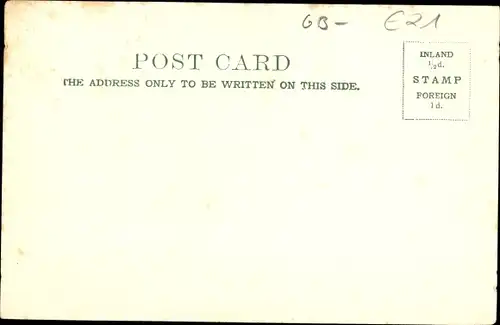 GB- E21
POST CARD
THE ADDRESS ONLY TO BE WRITTEN ON THIS SIDE.
INLAND
½d.
STAMP
FOREIGN
1d.